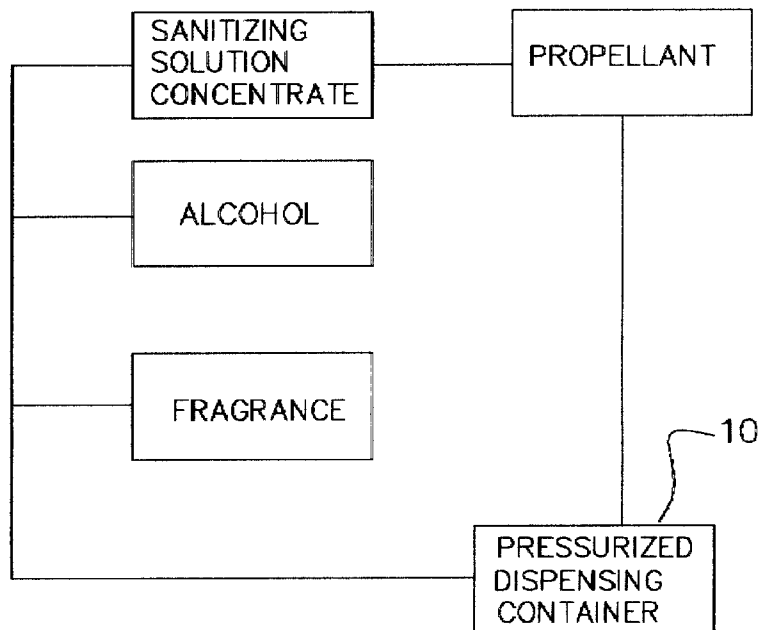 SANITIZING
SOLUTION
CONCENTRATE
PROPELLANT
ALCOHOL
FRAGRANCE
10
PRESSURIZED
DISPENSING
CONTAINER